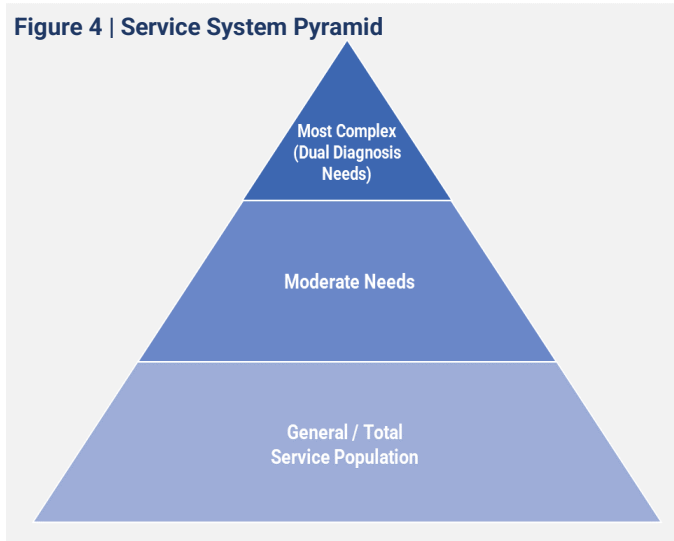 Figure 4 | Service System Pyramid
Most Complex
(Dual Diagnosis
Needs)
Moderate Needs
General / Total
Service Population